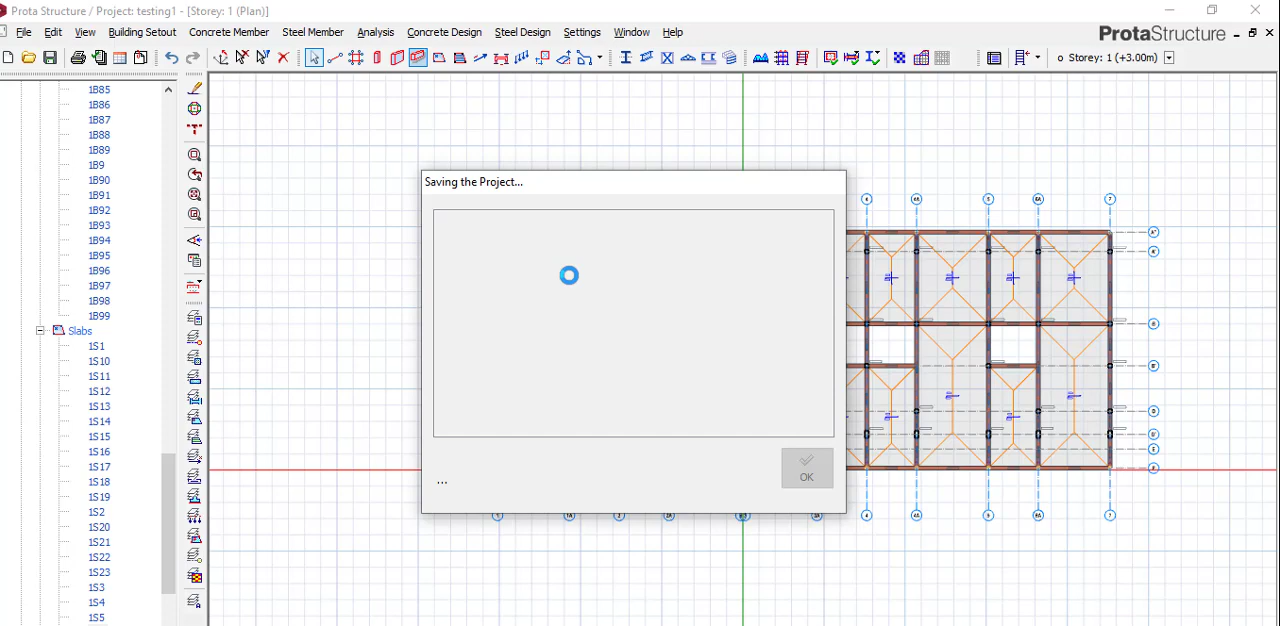 Prota Structure / Project: testing1 - [Storey: 1 (Plan)]
File Edit View Building Setout Concrete Member Steel Member Analysis Concrete Design Steel Design Settings Window Help
ProtaStructure
Storey: 1 (+3.00m)
1B85
1B86
1B87
1B88
1B89
1B9
1B90
1B91
1B92
1B93
1B94
1B95
1B96
1B97
1B98
1B99
Slabs
1S1
1S10
1S11
1S12
1S13
1S14
1S15
1S16
1S17
1S18
1S19
1S2
1S20
1S21
1S22
1S23
1S3
1S4
1S5
Saving the Project...
...
OK
7